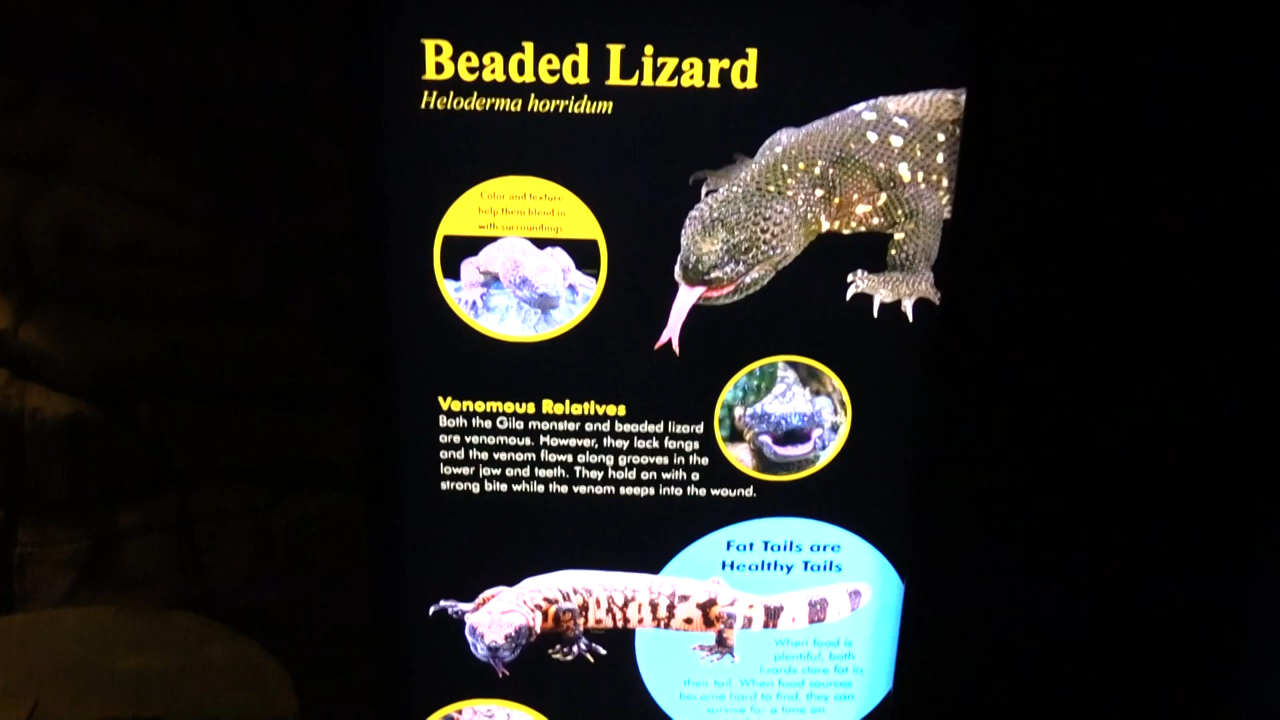 Beaded Lizard
Heloderma horridum
Color and texture
help them blend in
with surroundings
Venomous Relatives
Both the Gila monster and beaded lizard
are venomous. However, they lack fangs
and the venom flows along grooves in the
lower jaw and teeth. They hold on with a
strong bite while the venom seeps into the wound.
Fat Tails are
Healthy Tails
When food is
plentiful, both
lizards store fat in
their tail. When food sources
become hard to find, they can
survive for a time on